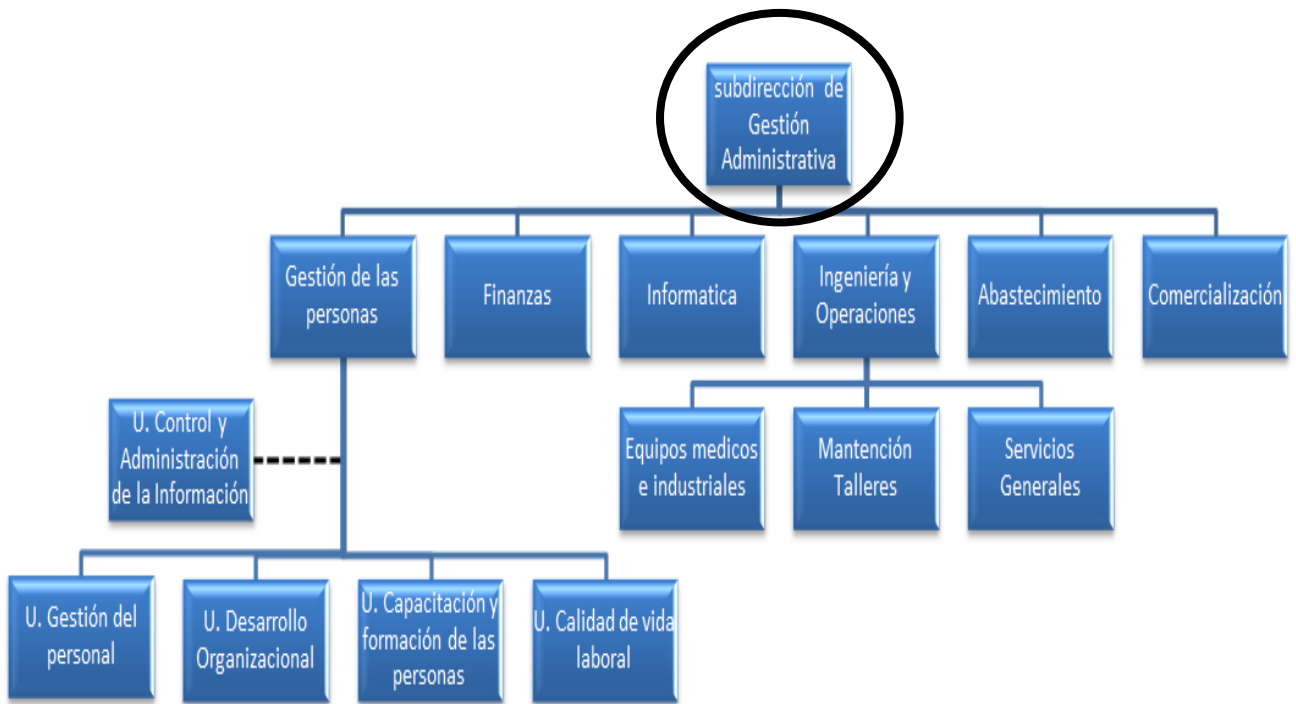 subdirección de
Gestión
Administrativa
Gestión de las
personas
Finanzas
Informatica
Ingeniería y
Operaciones
Abastecimiento
Comercialización
U. Control y
Administración
de la Información
Equipos medicos
e industriales
Mantención
Talleres
Servicios
Generales
U. Gestión del
personal
U. Desarrollo
Organizacional
U. Capacitación y
formación de las
personas
U. Calidad de vida
laboral